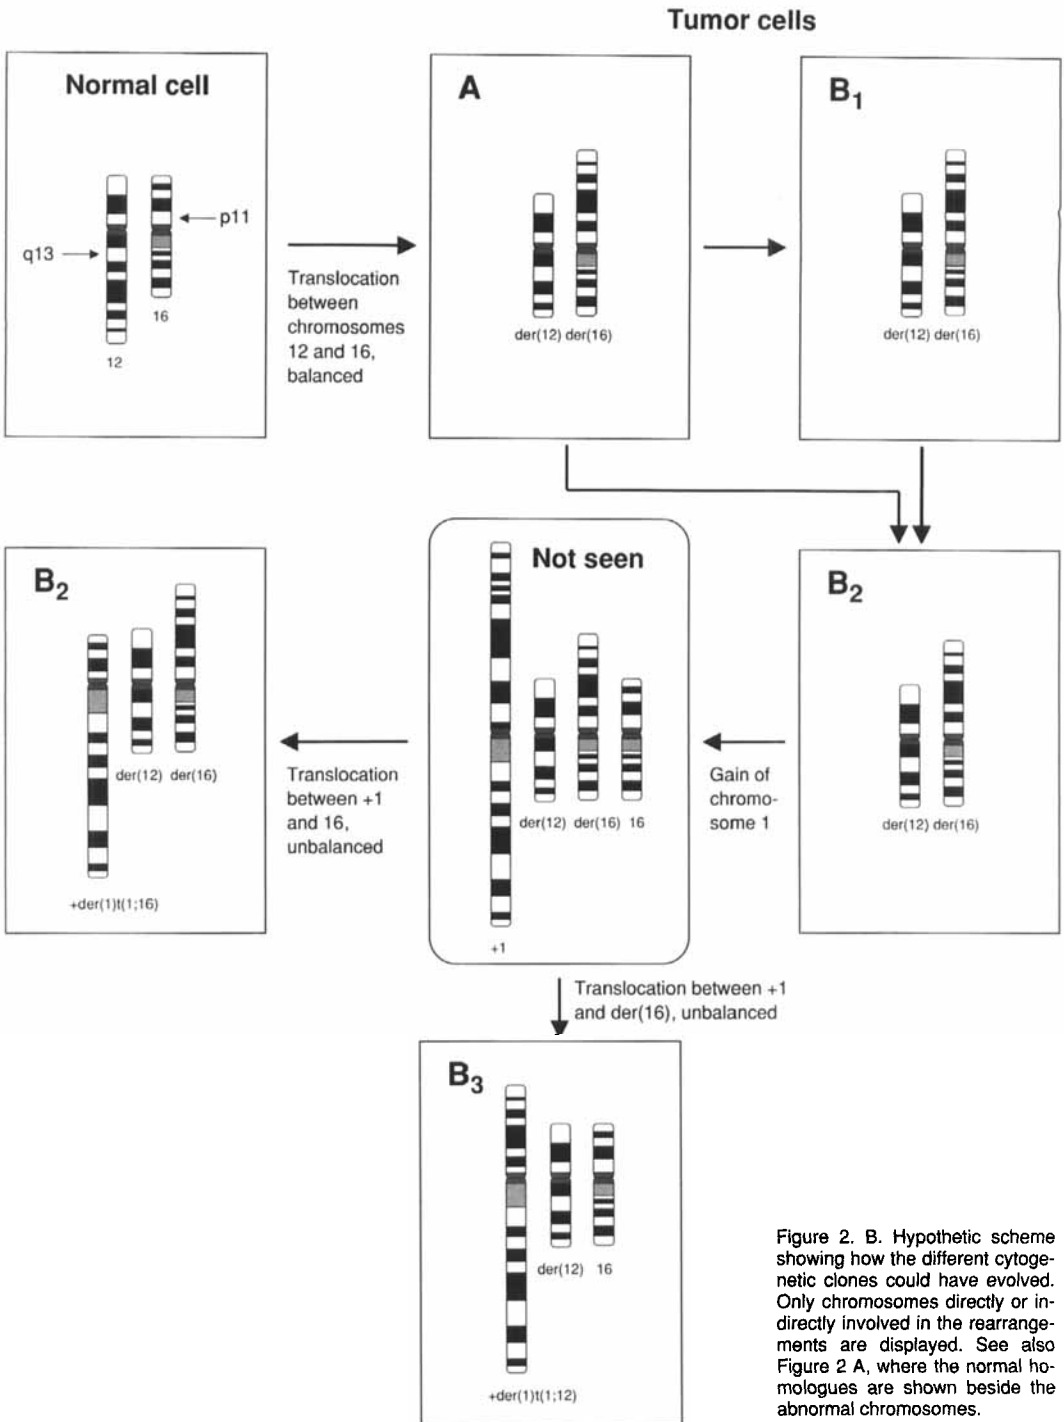 Tumor cells
Normal cell
q13
p11
16
12
Translocation
between
chromosomes
12 and 16,
balanced
A
der(12) der(16)
B1
der(12) der(16)
B2
der(12) der(16)
Gain of
chromo-
some 1
Not seen
der(12) der(16) 16
+1
Translocation
between +1
and 16,
unbalanced
B2
der(12) der(16)
+der(1)t(1;16)
Translocation between +1
and der(16), unbalanced
B3
der(12) 16
+der(1)t(1;12)
Figure 2. B. Hypothetic scheme
showing how the different cytoge-
netic clones could have evolved.
Only chromosomes directly or in-
directly involved in the rearrange-
ments are displayed. See also
Figure 2 A, where the normal ho-
mologues are shown beside the
abnormal chromosomes.